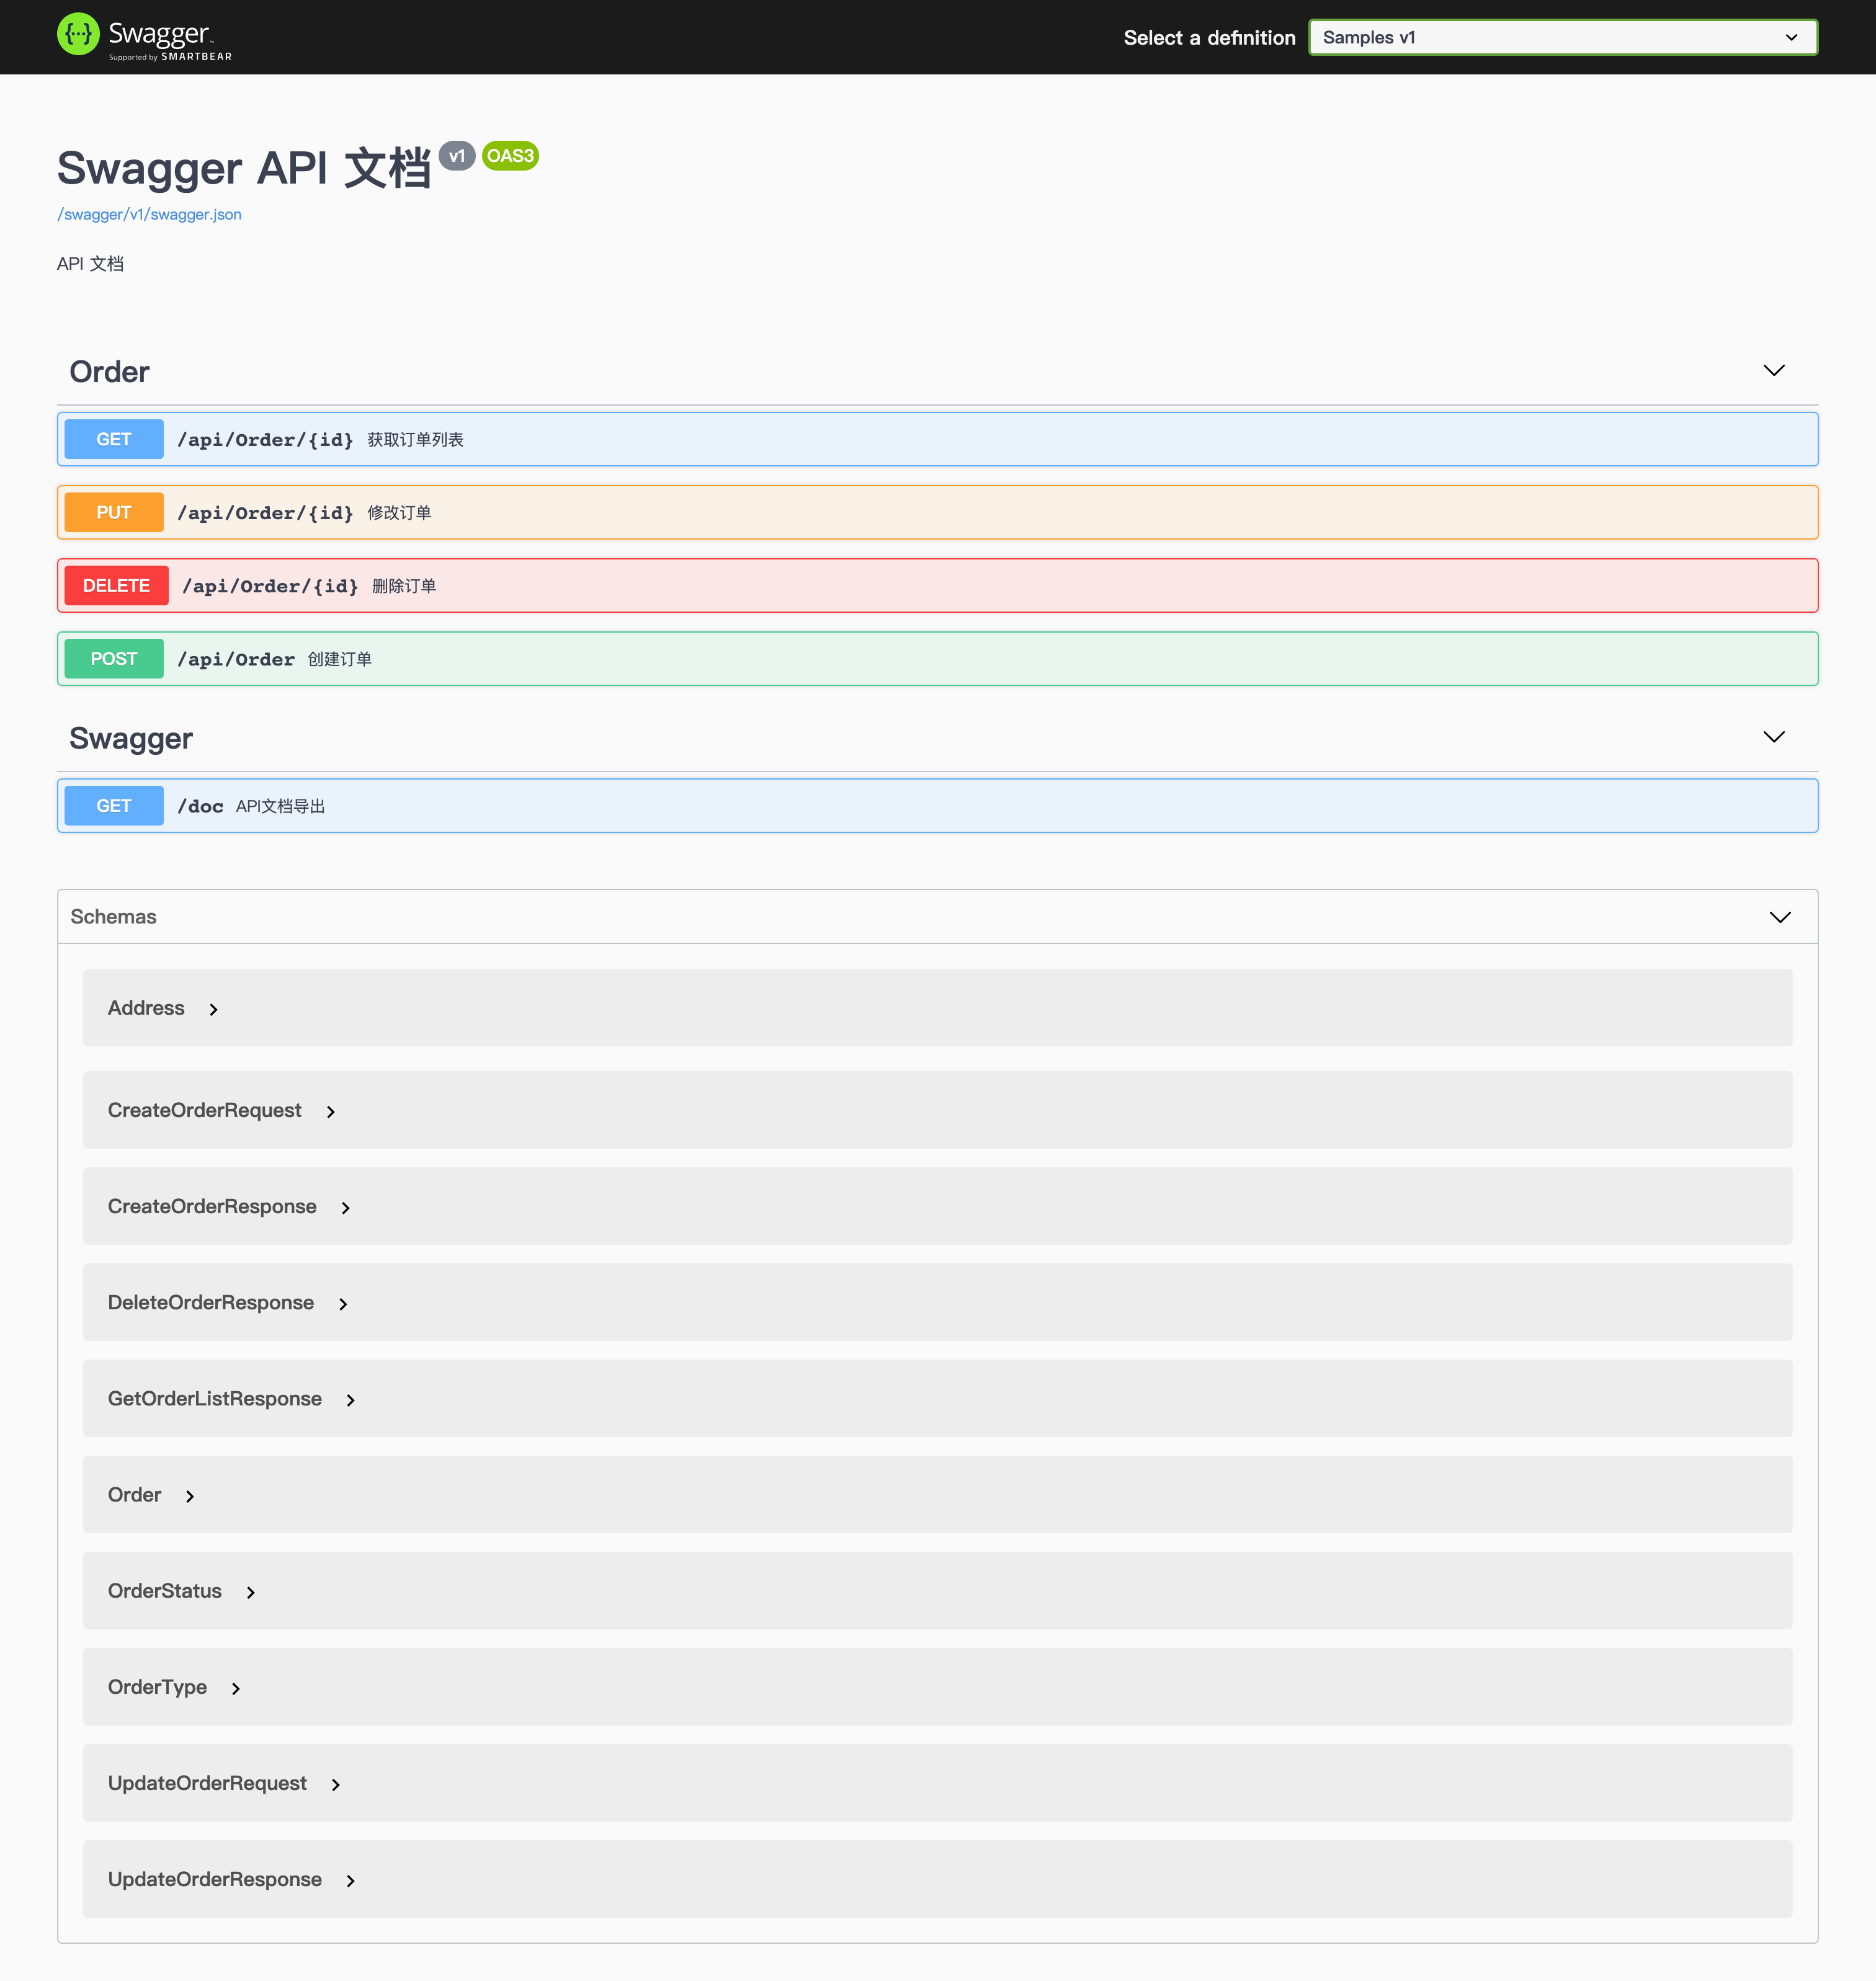 {···} Swagger™
Supported by SMARTBEAR
Select a definition Samples v1
Swagger API 文档 v1 OAS3
/swagger/v1/swagger.json
API 文档
Order
GET /api/Order/{id} 获取订单列表
PUT /api/Order/{id} 修改订单
DELETE /api/Order/{id} 删除订单
POST /api/Order 创建订单
Swagger
GET /doc API文档导出
Schemas
Address
CreateOrderRequest
CreateOrderResponse
DeleteOrderResponse
GetOrderListResponse
Order
OrderStatus
OrderType
UpdateOrderRequest
UpdateOrderResponse